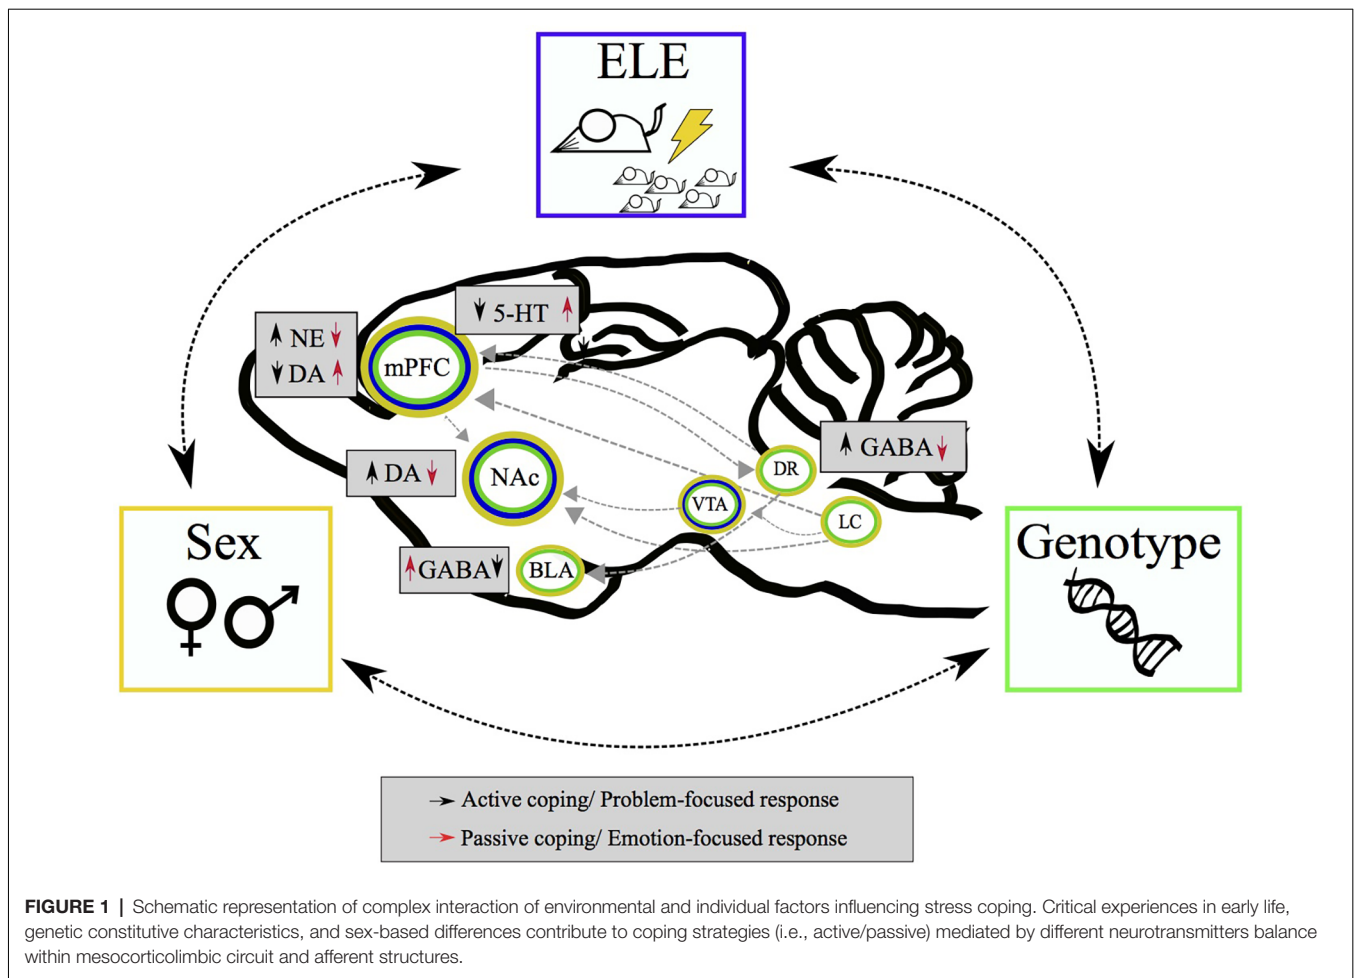 ELE
5-HT
NE
DA
mPFC
GABA
DR
DA
NAc
VTA
LC
Sex
GABA
BLA
Genotype
Active coping/ Problem-focused response
Passive coping/ Emotion-focused response
FIGURE 1 | Schematic representation of complex interaction of environmental and individual factors influencing stress coping. Critical experiences in early life,
genetic constitutive characteristics, and sex-based differences contribute to coping strategies (i.e., active/passive) mediated by different neurotransmitters balance
within mesocorticolimbic circuit and afferent structures.